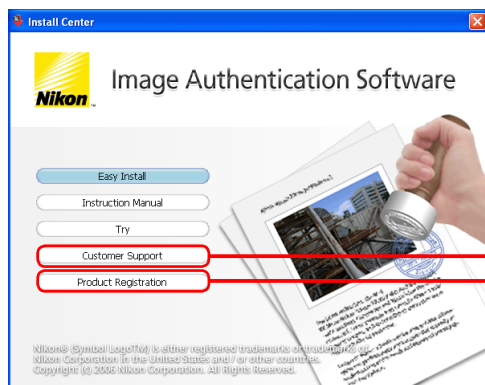 Install Center
Nikon
Image Authentication Software
Easy Install
Instruction Manual
Try
Customer Support
Product Registration
Nikon® (Symbol Logo/TM) is either registered trademarks or trademarks of
Nikon Corporation in the United States and / or other countries.
Copyright (c) 2006 Nikon Corporation. All Rights Reserved.